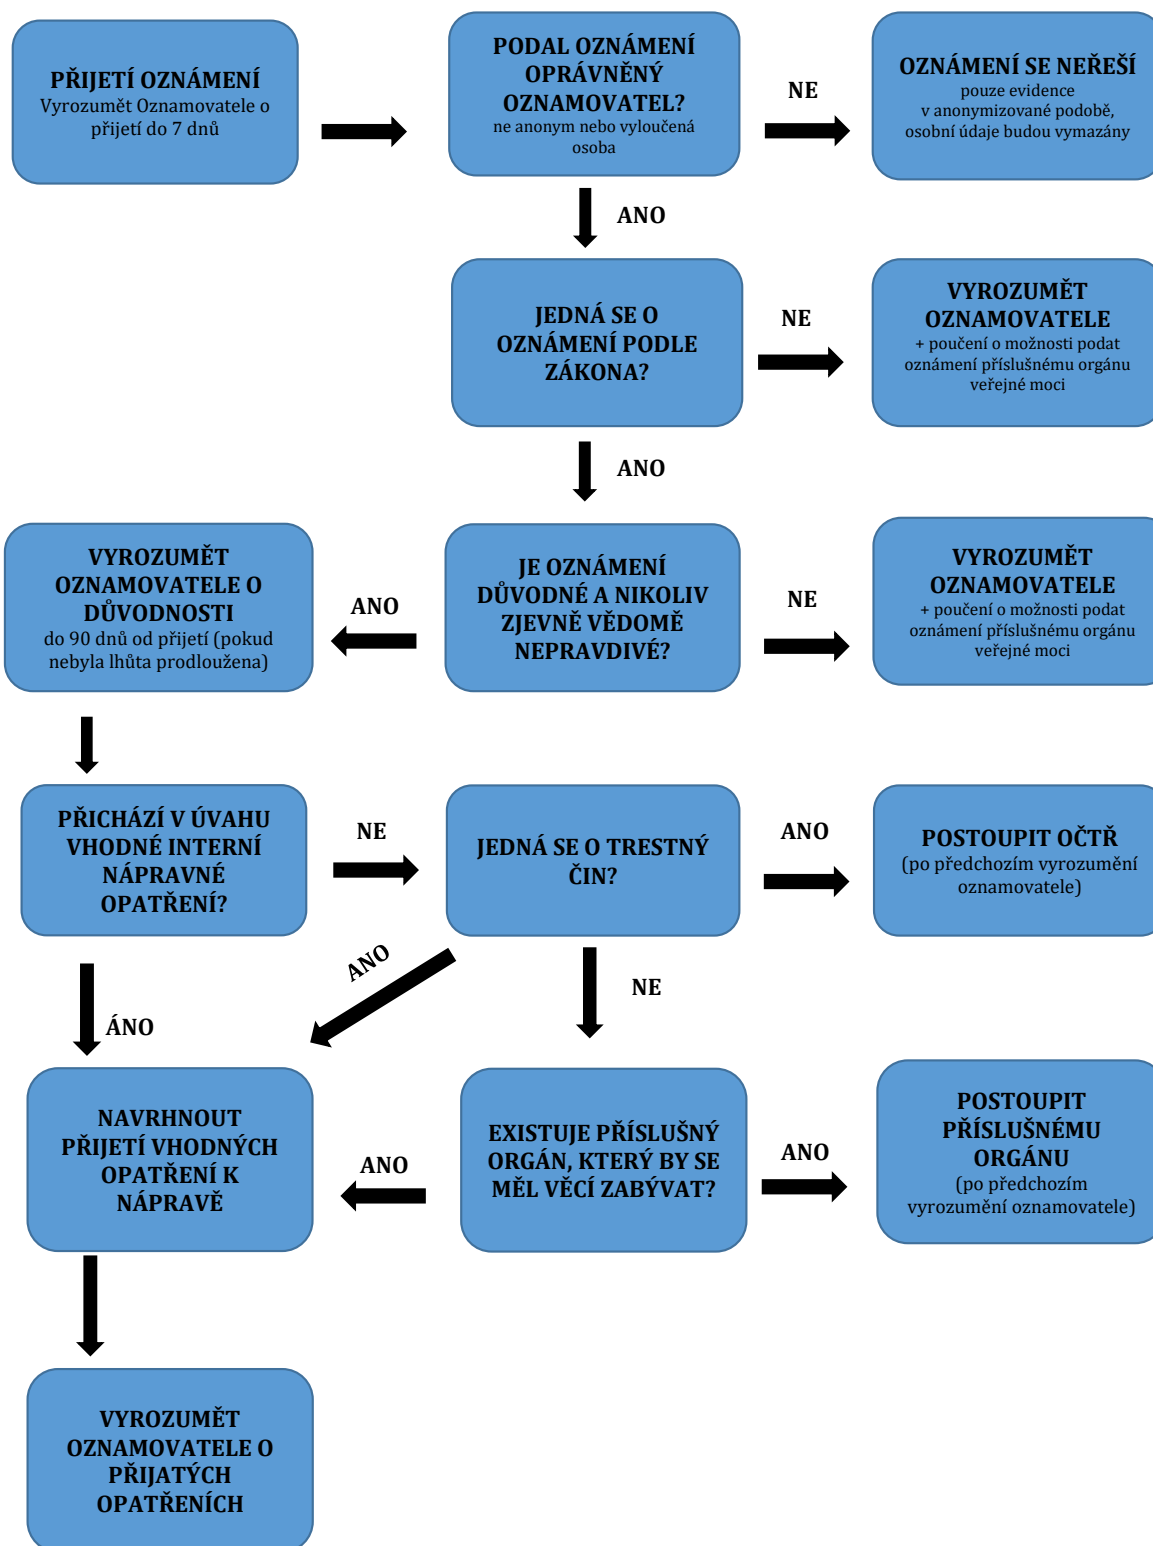 PŘIJETÍ OZNÁMENÍ
Vyrozumět Oznamovatele o
přijetí do 7 dnů
PODAL OZNÁMENÍ
OPRÁVNĚNÝ
OZNAMOVATEL?
ne anonym nebo vyloučená
osoba
NE
OZNÁMENÍ SE NEŘEŠÍ
pouze evidence
v anonymizované podobě,
osobní údaje budou vymazány
ANO
JEDNÁ SE O
OZNÁMENÍ PODLE
ZÁKONA?
NE
VYROZUMĚT
OZNAMOVATELE
+ poučení o možnosti podat
oznámení příslušnému orgánu
veřejné moci
ANO
VYROZUMĚT
OZNAMOVATELE O
DŮVODNOSTI
do 90 dnů od přijetí (pokud
nebyla lhůta prodloužena)
ANO
JE OZNÁMENÍ
DŮVODNÉ A NIKOLIV
ZJEVNĚ VĚDOMĚ
NEPRAVDIVÉ?
NE
VYROZUMĚT
OZNAMOVATELE
+ poučení o možnosti podat
oznámení příslušnému orgánu
veřejné moci
PŘICHÁZÍ V ÚVAHU
VHODNÉ INTERNÍ
NÁPRAVNÉ
OPATŘENÍ?
NE
JEDNÁ SE O TRESTNÝ
ČIN?
ANO
POSTOUPIT OČTŘ
(po předchozím vyrozumění
oznamovatele)
ANO
NE
ÁNO
NAVRHNOUT
PŘIJETÍ VHODNÝCH
OPATŘENÍ K
NÁPRAVĚ
ANO
EXISTUJE PŘÍSLUŠNÝ
ORGÁN, KTERÝ BY SE
MĚL VĚCÍ ZABÝVAT?
ANO
POSTOUPIT
PŘÍSLUŠNÉMU
ORGÁNU
(po předchozím
vyrozumění oznamovatele)
VYROZUMĚT
OZNAMOVATELE O
PŘIJATÝCH
OPATŘENÍCH